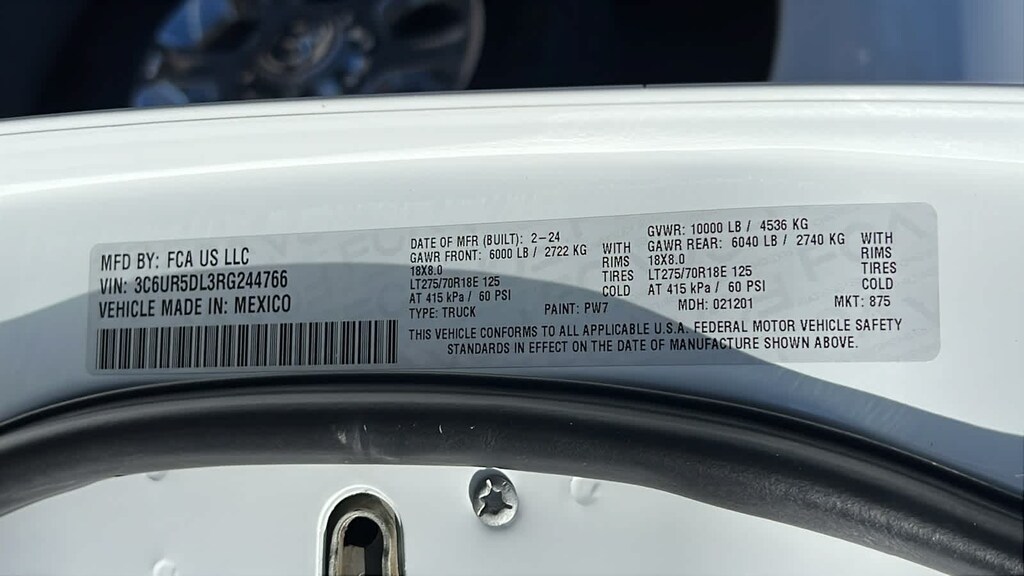 MFD BY: FCA US LLC
VIN: 3C6UR5DL3RG244766
VEHICLE MADE IN: MEXICO
DATE OF MFR (BUILT): 2-24
GAWR FRONT: 6000 LB / 2722 KG WITH
18X8.0 RIMS
LT275/70R18E 125 TIRES
AT 415 kPa / 60 PSI COLD
TYPE: TRUCK PAINT: PW7
GVWR: 10000 LB / 4536 KG
GAWR REAR: 6040 LB / 2740 KG WITH
18X8.0 RIMS
LT275/70R18E 125 TIRES
AT 415 kPa / 60 PSI COLD
MDH: 021201 MKT: 875
THIS VEHICLE CONFORMS TO ALL APPLICABLE U.S.A. FEDERAL MOTOR VEHICLE SAFETY
STANDARDS IN EFFECT ON THE DATE OF MANUFACTURE SHOWN ABOVE.